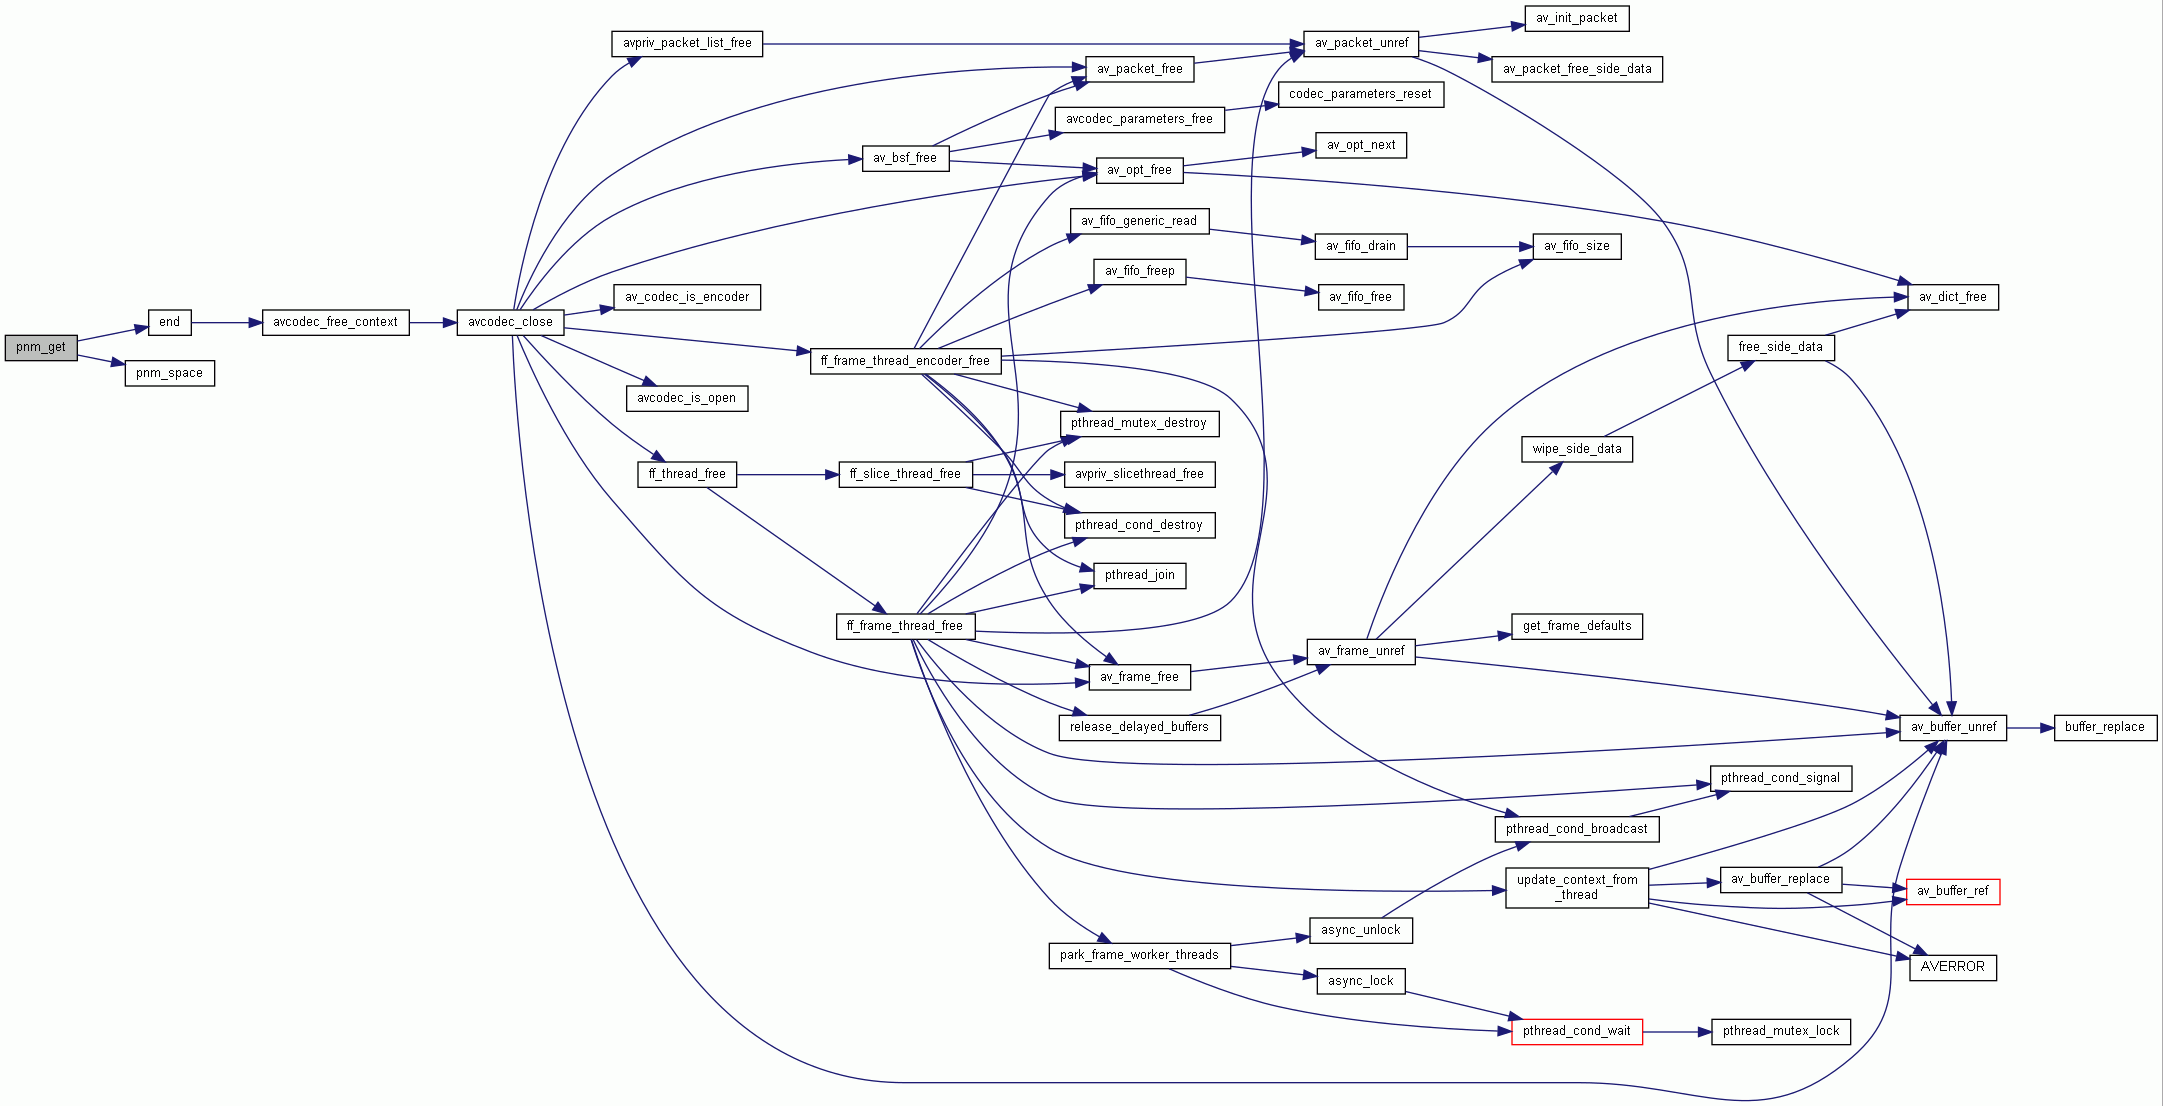 pnm_get
end
pnm_space
avcodec_free_context
avcodec_close
avpriv_packet_list_free
av_codec_is_encoder
avcodec_is_open
ff_thread_free
av_bsf_free
ff_frame_thread_encoder_free
ff_slice_thread_free
ff_frame_thread_free
av_packet_free
avcodec_parameters_free
av_opt_free
av_fifo_generic_read
av_fifo_freep
pthread_mutex_destroy
avpriv_slicethread_free
pthread_cond_destroy
pthread_join
av_frame_free
release_delayed_buffers
park_frame_worker_threads
av_packet_unref
codec_parameters_reset
av_opt_next
av_fifo_drain
av_fifo_free
av_frame_unref
async_unlock
async_lock
av_init_packet
av_packet_free_side_data
av_fifo_size
wipe_side_data
get_frame_defaults
pthread_cond_broadcast
update_context_from
_thread
pthread_cond_wait
free_side_data
pthread_cond_signal
av_buffer_replace
pthread_mutex_lock
av_dict_free
av_buffer_unref
av_buffer_ref
AVERROR
buffer_replace